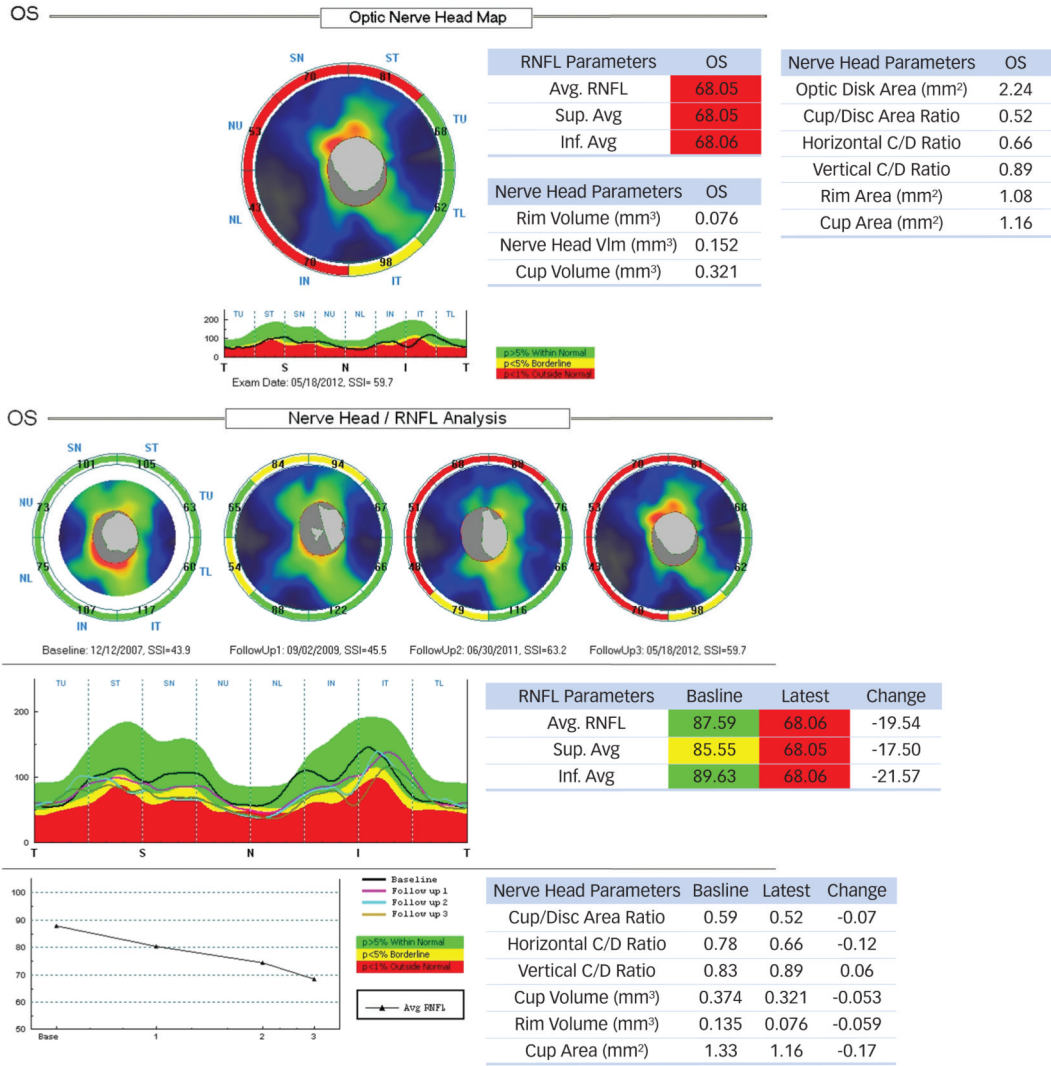 OS
Optic Nerve Head Map
SN ST
70 81
NU 53 68 TU
NL 43 62 TL
70 98
IN IT
RNFL Parameters OS
Avg. RNFL 68.05
Sup. Avg 68.05
Inf. Avg 68.06
Nerve Head Parameters OS
Rim Volume (mm³) 0.076
Nerve Head Vlm (mm³) 0.152
Cup Volume (mm³) 0.321
Nerve Head Parameters OS
Optic Disk Area (mm²) 2.24
Cup/Disc Area Ratio 0.52
Horizontal C/D Ratio 0.66
Vertical C/D Ratio 0.89
Rim Area (mm²) 1.08
Cup Area (mm²) 1.16
TU ST SN NU NL IN IT TL
200
100
0
T S N I T
Exam Date: 05/18/2012, SSI= 59.7
p>5% Within Normal
p<5% Borderline
p<1% Outside Normal
OS
Nerve Head / RNFL Analysis
SN ST
101 105
NU 73 63 TU
NL 75 60 TL
107 117
IN IT
Baseline: 12/12/2007, SSI=43.9
84 94
65 67
54 66
88 122
FollowUp1: 09/02/2009, SSI=45.5
68 88
51 76
48 66
79 116
FollowUp2: 06/30/2011, SSI=63.2
70 81
53 68
43 62
70 98
FollowUp3: 05/18/2012, SSI=59.7
TU ST SN NU NL IN IT TL
200
100
0
T S N I T
RNFL Parameters Basline Latest Change
Avg. RNFL 87.59 68.06 -19.54
Sup. Avg 85.55 68.05 -17.50
Inf. Avg 89.63 68.06 -21.57
100
90
80
70
60
50
Base 1 2 3
Baseline
Follow up 1
Follow up 2
Follow up 3
p>5% Within Normal
p<5% Borderline
p<1% Outside Normal
Avg RNFL
Nerve Head Parameters Basline Latest Change
Cup/Disc Area Ratio 0.59 0.52 -0.07
Horizontal C/D Ratio 0.78 0.66 -0.12
Vertical C/D Ratio 0.83 0.89 0.06
Cup Volume (mm³) 0.374 0.321 -0.053
Rim Volume (mm³) 0.135 0.076 -0.059
Cup Area (mm²) 1.33 1.16 -0.17